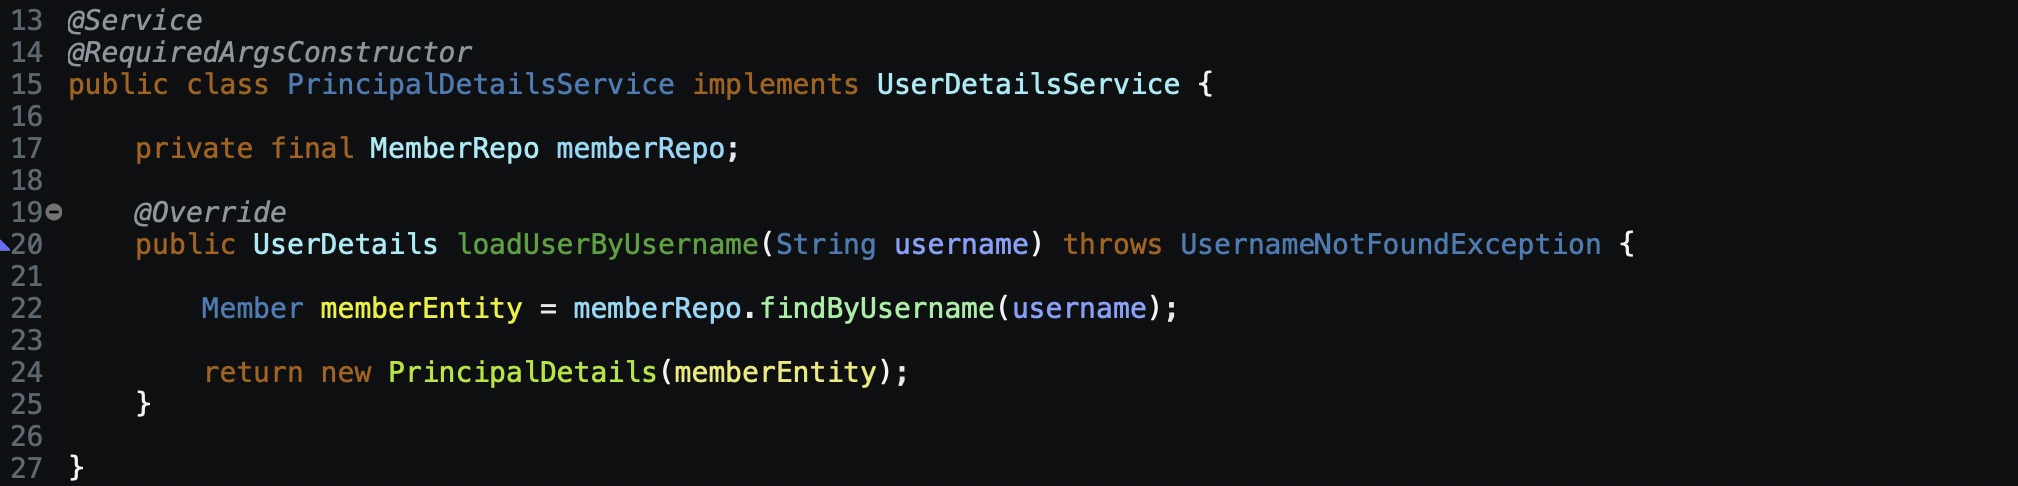 13 @Service
14 @RequiredArgsConstructor
15 public class PrincipalDetailsService implements UserDetailsService {
16
17     private final MemberRepo memberRepo;
18
19     @Override
20     public UserDetails loadUserByUsername(String username) throws UsernameNotFoundException {
21
22         Member memberEntity = memberRepo.findByUsername(username);
23
24         return new PrincipalDetails(memberEntity);
25     }
26
27 }